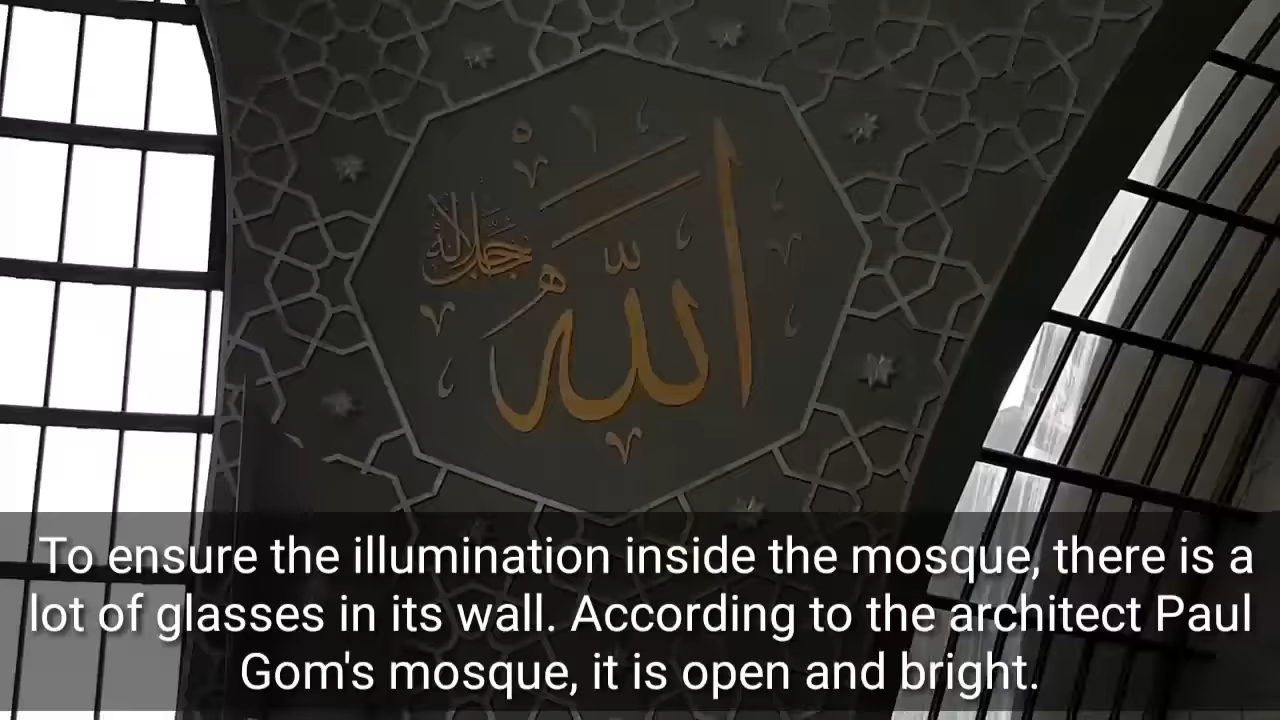 الله
جل جلاله
To ensure the illumination inside the mosque, there is a
lot of glasses in its wall. According to the architect Paul
Gom's mosque, it is open and bright.